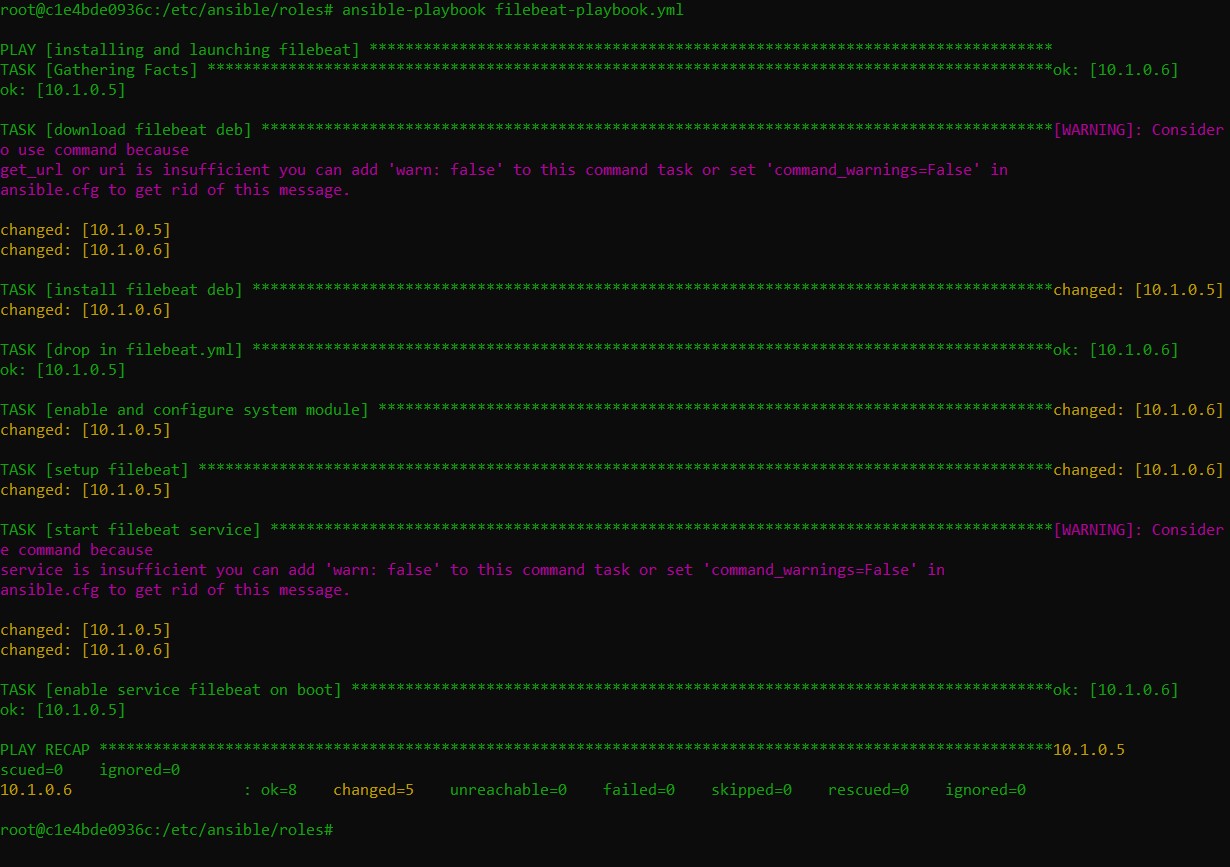 root@c1e4bde0936c:/etc/ansible/roles# ansible-playbook filebeat-playbook.yml
PLAY [installing and launching filebeat] ****************************************************************************
TASK [Gathering Facts] **********************************************************************************************ok: [10.1.0.6]
ok: [10.1.0.5]
TASK [download filebeat deb] ****************************************************************************************[WARNING]: Consider
o use command because
get_url or uri is insufficient you can add 'warn: false' to this command task or set 'command_warnings=False' in
ansible.cfg to get rid of this message.
changed: [10.1.0.5]
changed: [10.1.0.6]
TASK [install filebeat deb] *****************************************************************************************changed: [10.1.0.5]
changed: [10.1.0.6]
TASK [drop in filebeat.yml] *****************************************************************************************ok: [10.1.0.6]
ok: [10.1.0.5]
TASK [enable and configure system module] ***************************************************************************changed: [10.1.0.6]
changed: [10.1.0.5]
TASK [setup filebeat] ***********************************************************************************************changed: [10.1.0.6]
changed: [10.1.0.5]
TASK [start filebeat service] ***************************************************************************************[WARNING]: Consider
e command because
service is insufficient you can add 'warn: false' to this command task or set 'command_warnings=False' in
ansible.cfg to get rid of this message.
changed: [10.1.0.5]
changed: [10.1.0.6]
TASK [enable service filebeat on boot] ******************************************************************************ok: [10.1.0.6]
ok: [10.1.0.5]
PLAY RECAP **********************************************************************************************************10.1.0.5
scued=0    ignored=0
10.1.0.6                   : ok=8    changed=5    unreachable=0    failed=0    skipped=0    rescued=0    ignored=0
root@c1e4bde0936c:/etc/ansible/roles#